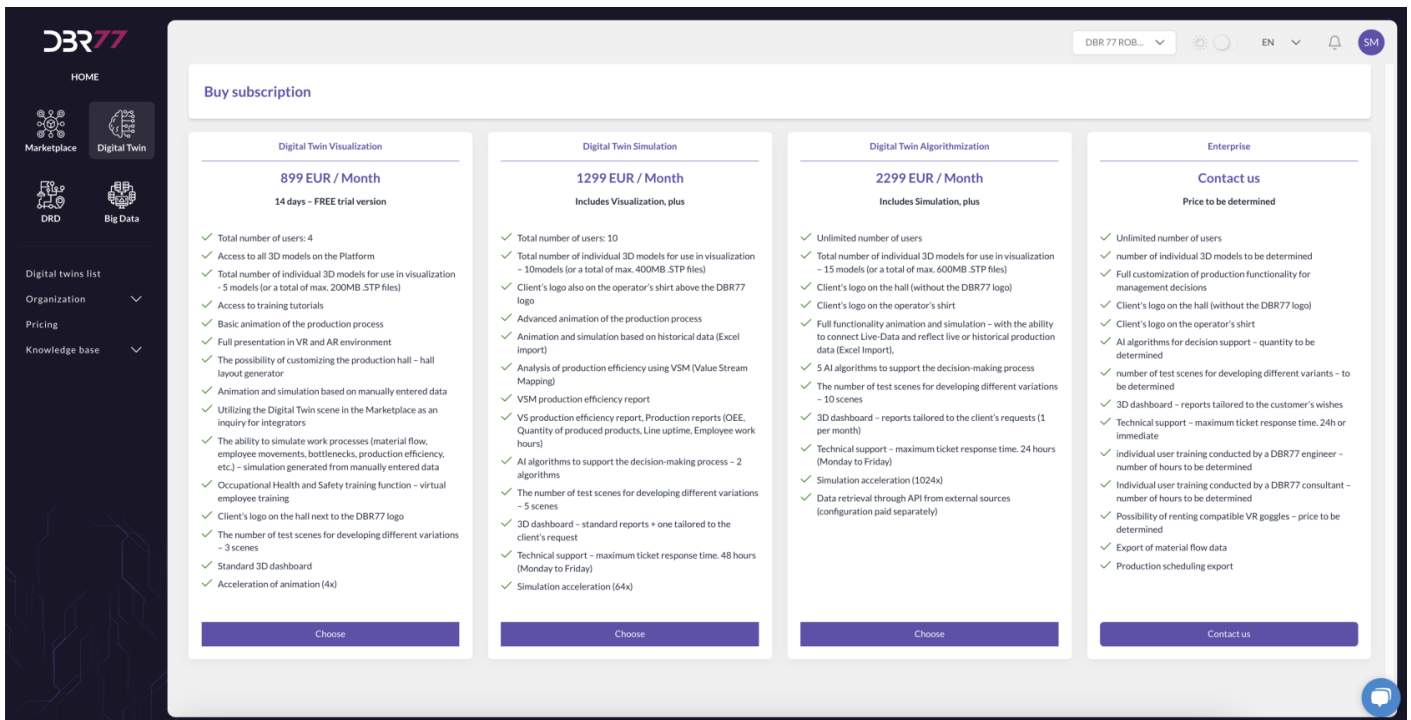 DBR77
HOME
Marketplace
Digital Twin
DRD
Big Data
Digital twins list
Organization
Pricing
Knowledge base
DBR 77 ROB...
EN
SM
Buy subscription
Digital Twin Visualization
899 EUR / Month
14 days – FREE trial version
Total number of users: 4
Access to all 3D models on the Platform
Total number of individual 3D models for use in visualization
- 5 models (or a total of max. 200MB .STP files)
Access to training tutorials
Basic animation of the production process
Full presentation in VR and AR environment
The possibility of customizing the production hall – hall
layout generator
Animation and simulation based on manually entered data
Utilizing the Digital Twin scene in the Marketplace as an
inquiry for integrators
The ability to simulate work processes (material flow,
employee movements, bottlenecks, production efficiency,
etc.) – simulation generated from manually entered data
Occupational Health and Safety training function – virtual
employee training
Client's logo on the hall next to the DBR77 logo
The number of test scenes for developing different variations
– 3 scenes
Standard 3D dashboard
Acceleration of animation (4x)
Choose
Digital Twin Simulation
1299 EUR / Month
Includes Visualization, plus
Total number of users: 10
Total number of individual 3D models for use in visualization
– 10models (or a total of max. 400MB .STP files)
Client's logo also on the operator's shirt above the DBR77
logo
Advanced animation of the production process
Animation and simulation based on historical data (Excel
import)
Analysis of production efficiency using VSM (Value Stream
Mapping)
VSM production efficiency report
VS production efficiency report, Production reports (OEE,
Quantity of produced products, Line uptime, Employee work
hours)
AI algorithms to support the decision-making process – 2
algorithms
The number of test scenes for developing different variations
– 5 scenes
3D dashboard – standard reports + one tailored to the
client's request
Technical support – maximum ticket response time. 48 hours
(Monday to Friday)
Simulation acceleration (64x)
Choose
Digital Twin Algorithmization
2299 EUR / Month
Includes Simulation, plus
Unlimited number of users
Total number of individual 3D models for use in visualization
– 15 models (or a total of max. 600MB .STP files)
Client's logo on the hall (without the DBR77 logo)
Client's logo on the operator's shirt
Full functionality animation and simulation – with the ability
to connect Live-Data and reflect live or historical production
data (Excel Import),
5 AI algorithms to support the decision-making process
The number of test scenes for developing different variations
– 10 scenes
3D dashboard – reports tailored to the client's requests (1
per month)
Technical support – maximum ticket response time. 24 hours
(Monday to Friday)
Simulation acceleration (1024x)
Data retrieval through API from external sources
(configuration paid separately)
Choose
Enterprise
Contact us
Price to be determined
Unlimited number of users
number of individual 3D models to be determined
Full customization of production functionality for
management decisions
Client's logo on the hall (without the DBR77 logo)
Client's logo on the operator's shirt
AI algorithms for decision support – quantity to be
determined
number of test scenes for developing different variants – to
be determined
3D dashboard – reports tailored to the customer's wishes
Technical support – maximum ticket response time. 24h or
immediate
individual user training conducted by a DBR77 engineer –
number of hours to be determined
Individual user training conducted by a DBR77 consultant –
number of hours to be determined
Possibility of renting compatible VR goggles – price to be
determined
Export of material flow data
Production scheduling export
Contact us